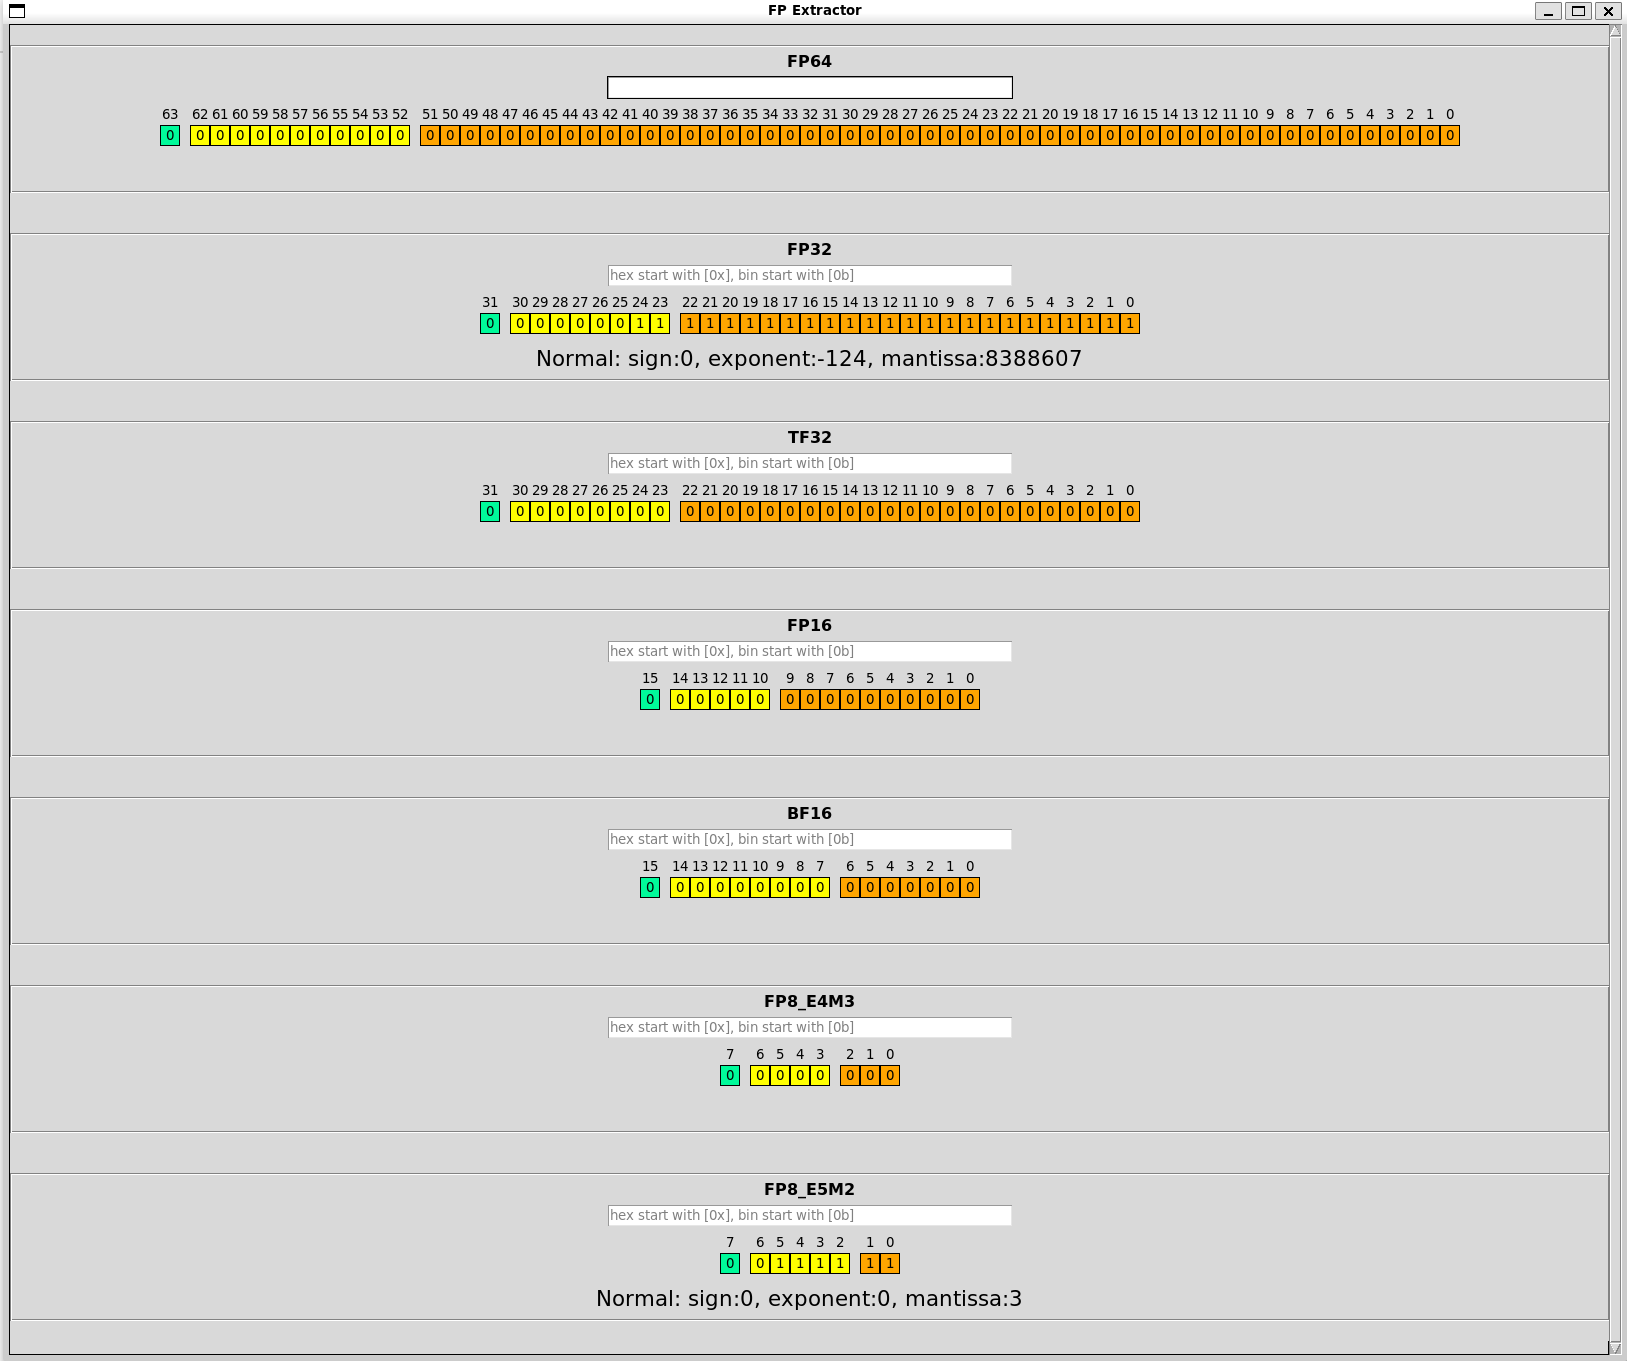 FP Extractor
FP64
63 62 61 60 59 58 57 56 55 54 53 52 51 50 49 48 47 46 45 44 43 42 41 40 39 38 37 36 35 34 33 32 31 30 29 28 27 26 25 24 23 22 21 20 19 18 17 16 15 14 13 12 11 10 9 8 7 6 5 4 3 2 1 0
0 0 0 0 0 0 0 0 0 0 0 0 0 0 0 0 0 0 0 0 0 0 0 0 0 0 0 0 0 0 0 0 0 0 0 0 0 0 0 0 0 0 0 0 0 0 0 0 0 0 0 0 0 0 0 0 0 0 0 0 0 0 0 0
FP32
hex start with [0x], bin start with [0b]
31 30 29 28 27 26 25 24 23 22 21 20 19 18 17 16 15 14 13 12 11 10 9 8 7 6 5 4 3 2 1 0
0 0 0 0 0 0 0 1 1 1 1 1 1 1 1 1 1 1 1 1 1 1 1 1 1 1 1 1 1 1 1 1
Normal: sign:0, exponent:-124, mantissa:8388607
TF32
hex start with [0x], bin start with [0b]
31 30 29 28 27 26 25 24 23 22 21 20 19 18 17 16 15 14 13 12 11 10 9 8 7 6 5 4 3 2 1 0
0 0 0 0 0 0 0 0 0 0 0 0 0 0 0 0 0 0 0 0 0 0 0 0 0 0 0 0 0 0 0 0
FP16
hex start with [0x], bin start with [0b]
15 14 13 12 11 10 9 8 7 6 5 4 3 2 1 0
0 0 0 0 0 0 0 0 0 0 0 0 0 0 0 0
BF16
hex start with [0x], bin start with [0b]
15 14 13 12 11 10 9 8 7 6 5 4 3 2 1 0
0 0 0 0 0 0 0 0 0 0 0 0 0 0 0 0
FP8_E4M3
hex start with [0x], bin start with [0b]
7 6 5 4 3 2 1 0
0 0 0 0 0 0 0 0
FP8_E5M2
hex start with [0x], bin start with [0b]
7 6 5 4 3 2 1 0
0 0 1 1 1 1 1 1
Normal: sign:0, exponent:0, mantissa:3